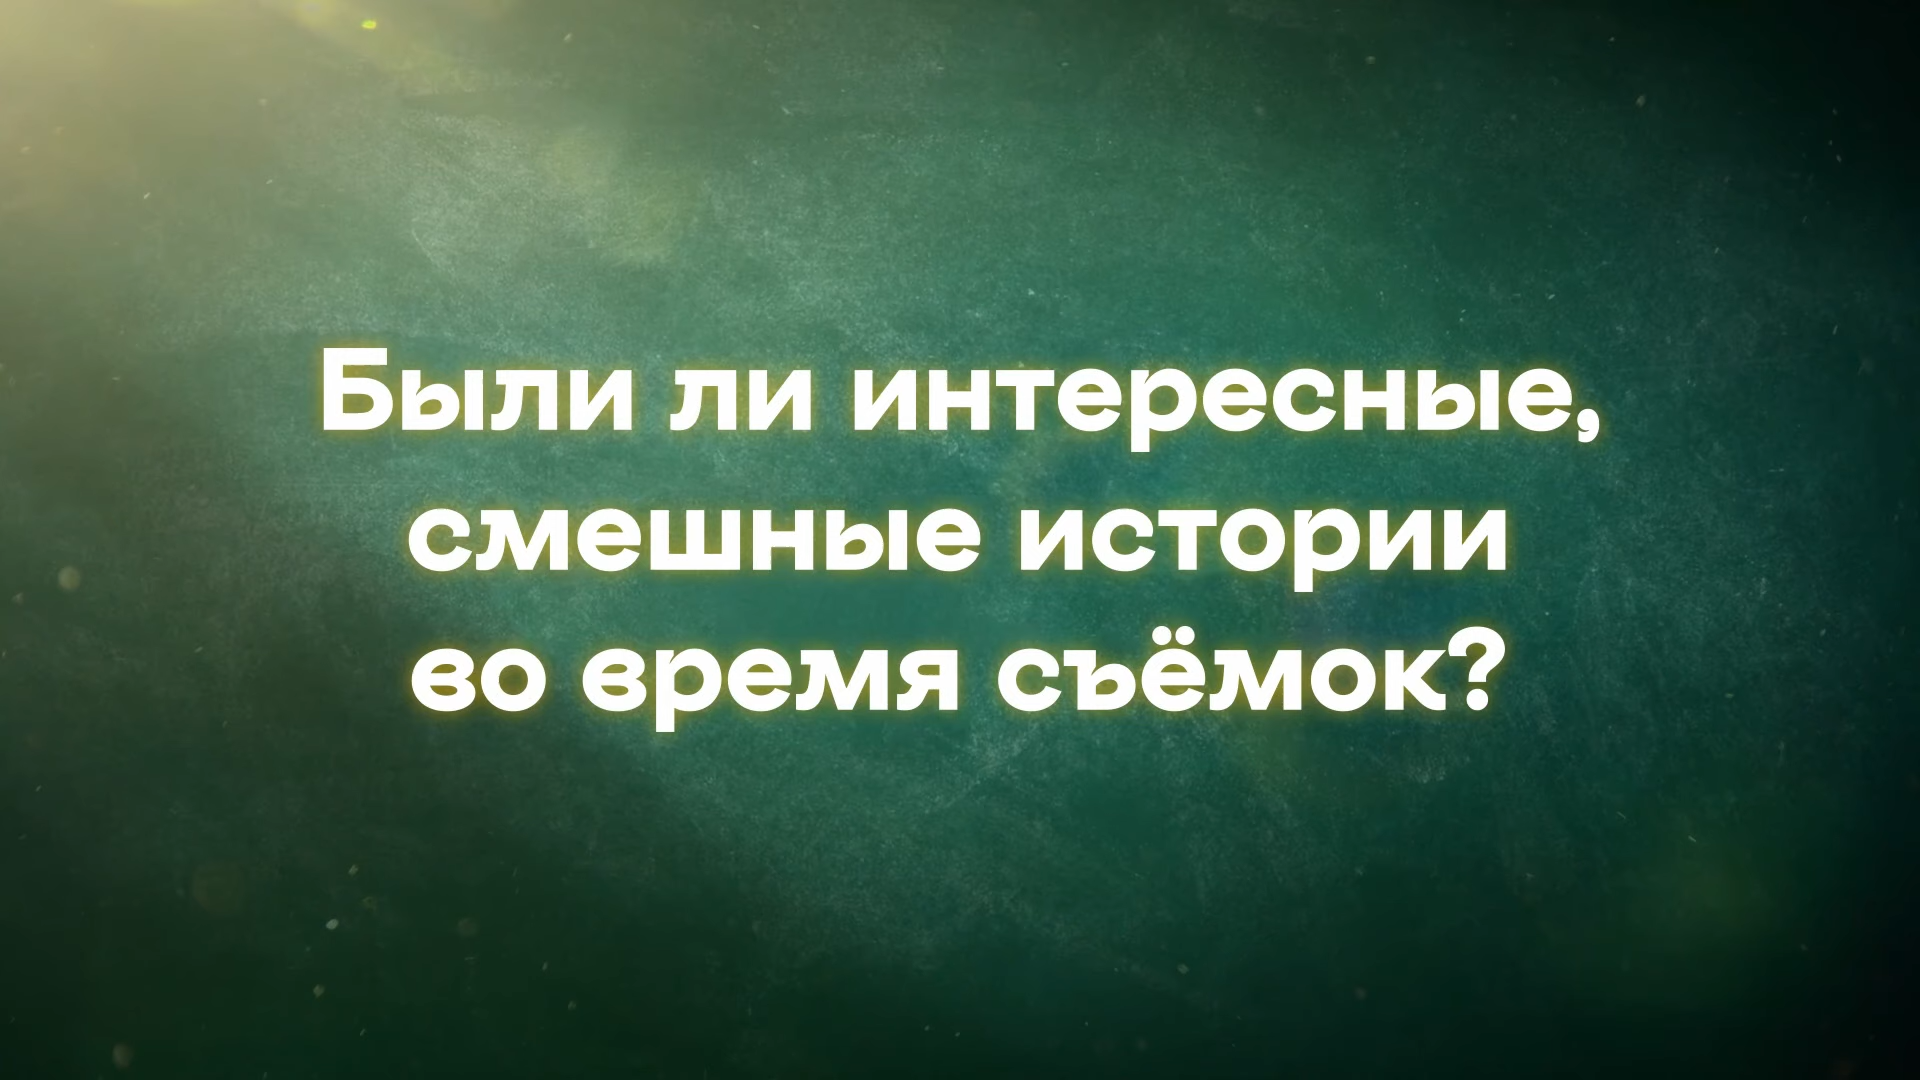 Были ли интересные,
смешные истории
во время съёмок?